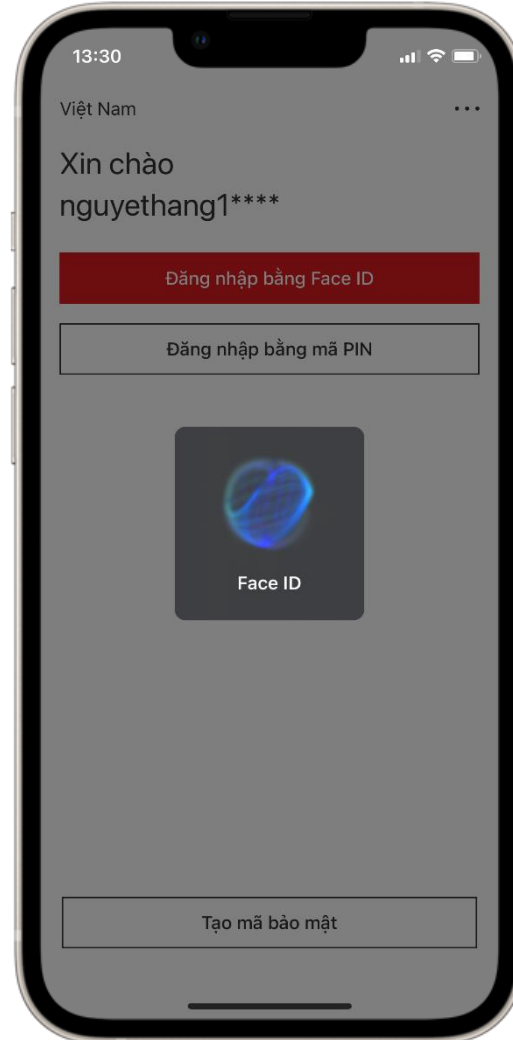 13:30
Việt Nam
Xin chào
nguyethang1****
Đăng nhập bằng Face ID
Đăng nhập bằng mã PIN
Face ID
Tạo mã bảo mật